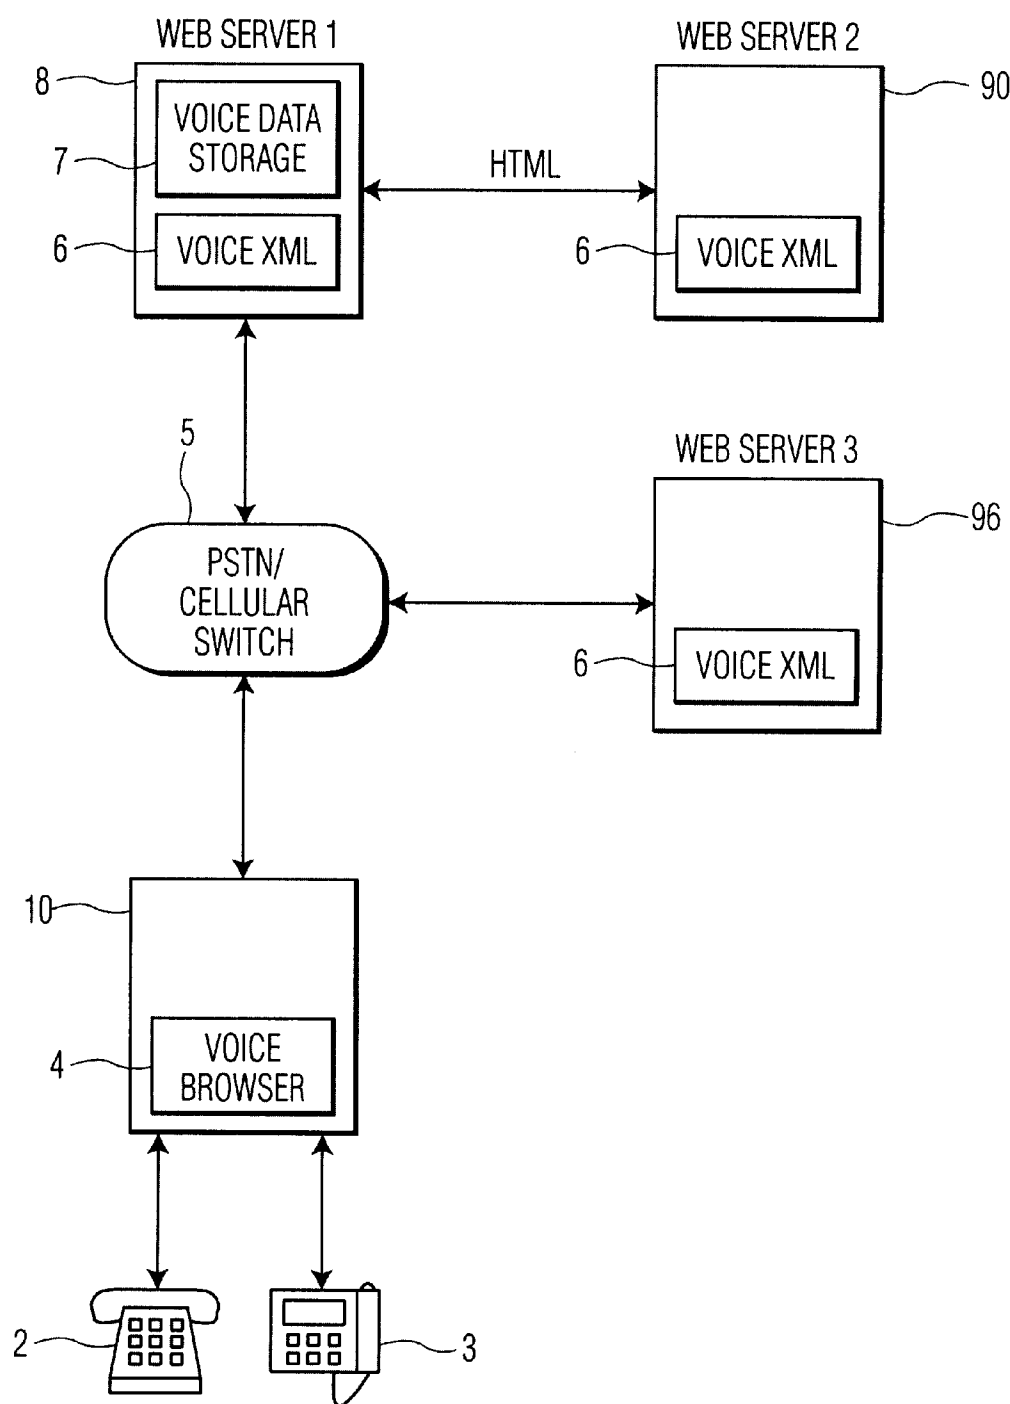 WEB SERVER 1
WEB SERVER 2
8
90
VOICE DATA
STORAGE
7
HTML
6
VOICE XML
6
VOICE XML
5
WEB SERVER 3
96
PSTN/
CELLULAR
SWITCH
6
VOICE XML
10
4
VOICE
BROWSER
2
3